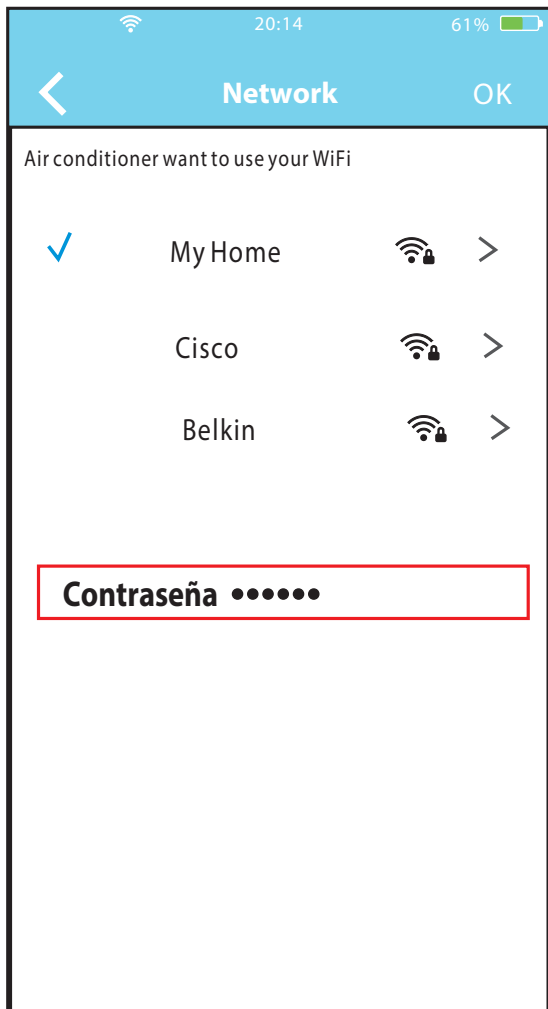 20:14 61%
Network OK
Air conditioner want to use your WiFi
My Home
Cisco
Belkin
Contraseña ••••••